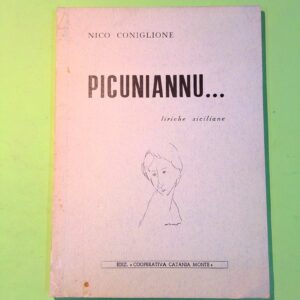 NICO CONIGLIONE
PICUNIANNU...
liriche siciliane
EDIZ. « COOPERATIVA CATANIA MONTE »